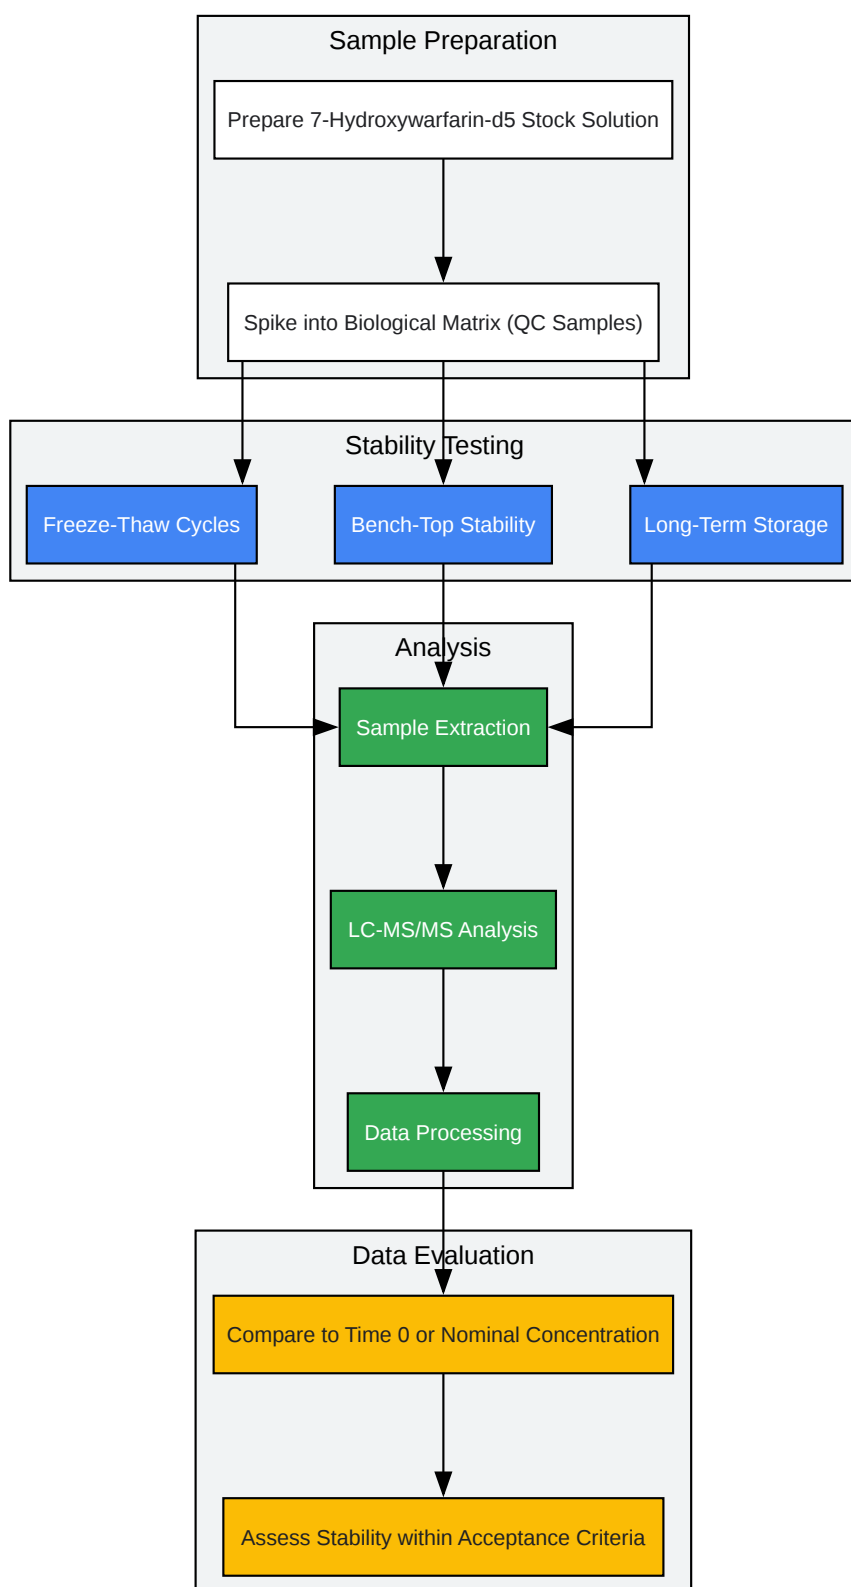 Sample Preparation
Prepare 7-Hydroxywarfarin-d5 Stock Solution
Spike into Biological Matrix (QC Samples)
Stability Testing
Freeze-Thaw Cycles
Bench-Top Stability
Long-Term Storage
Analysis
Sample Extraction
LC-MS/MS Analysis
Data Processing
Data Evaluation
Compare to Time 0 or Nominal Concentration
Assess Stability within Acceptance Criteria